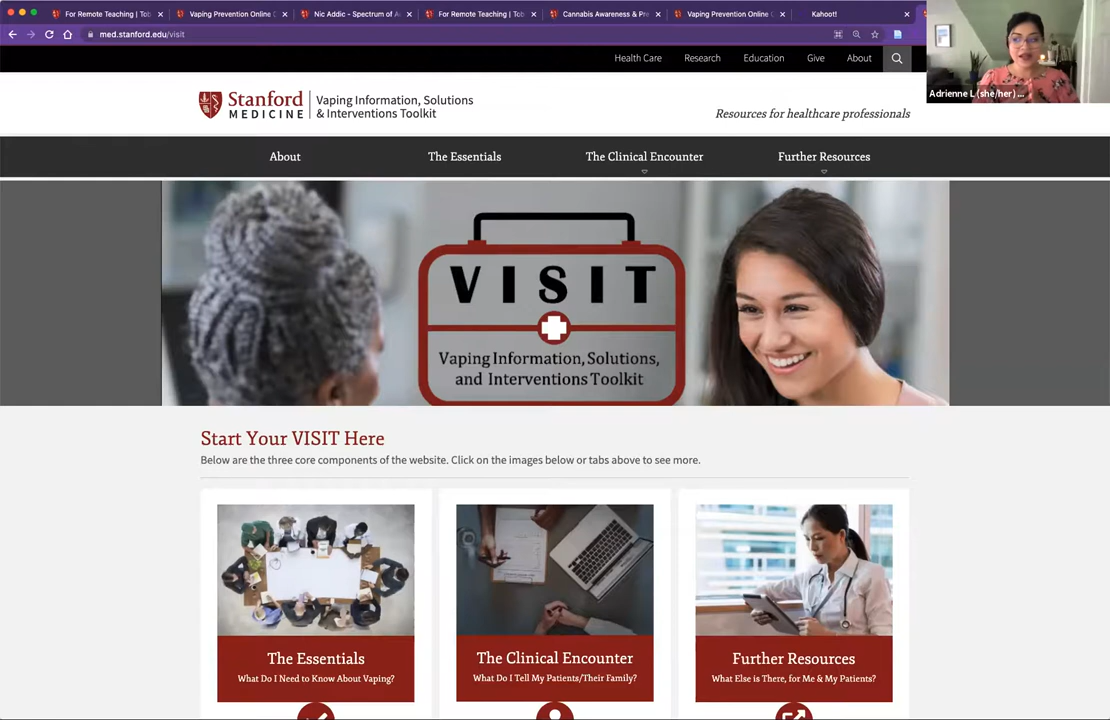 For Remote Teaching | Tob
Vaping Prevention Online C
Nic Addic - Spectrum of A
For Remote Teaching | Tob
Cannabis Awareness & Pre
Vaping Prevention Online C
Kahoot!
med.stanford.edu/visit
Health Care
Research
Education
Give
About
Stanford
MEDICINE
Vaping Information, Solutions
& Interventions Toolkit
Resources for healthcare professionals
Adrienne L (she/her) ...
About
The Essentials
The Clinical Encounter
Further Resources
VISIT
Vaping Information, Solutions,
and Interventions Toolkit
Start Your VISIT Here
Below are the three core components of the website. Click on the images below or tabs above to see more.
The Essentials
What Do I Need to Know About Vaping?
The Clinical Encounter
What Do I Tell My Patients/Their Family?
Further Resources
What Else is There, for Me & My Patients?